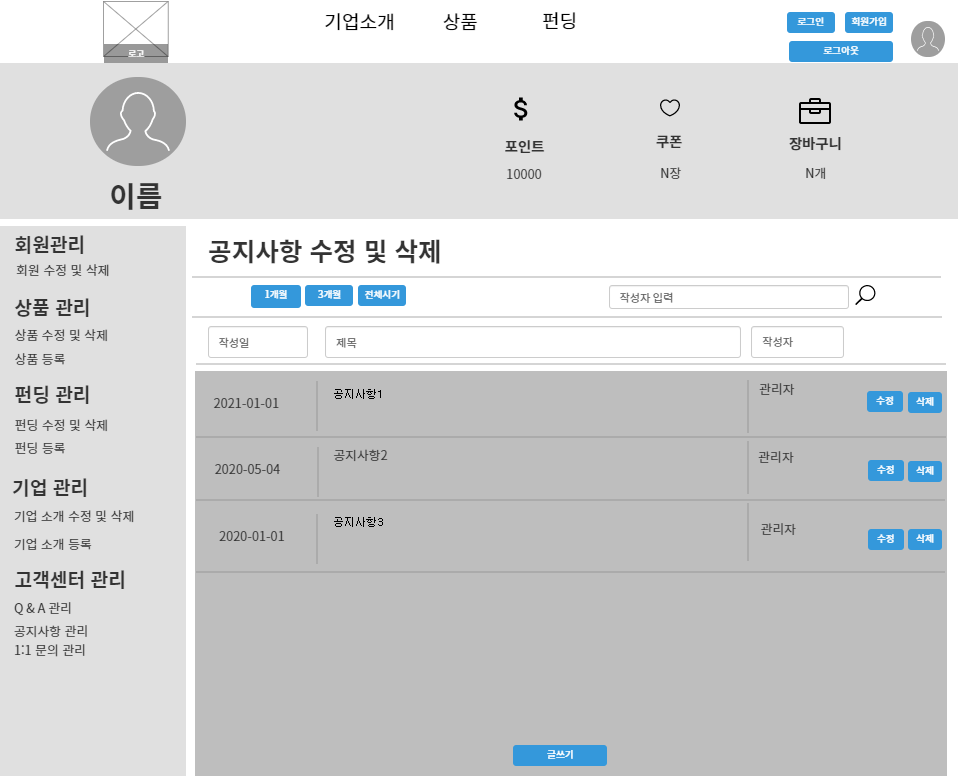 로고
기업소개 상품 펀딩
로그인 회원가입
로그아웃
이름
포인트 쿠폰 장바구니
10000 N장 N개
회원관리
회원 수정 및 삭제
상품 관리
상품 수정 및 삭제
상품 등록
펀딩 관리
펀딩 수정 및 삭제
펀딩 등록
기업 관리
기업 소개 수정 및 삭제
기업 소개 등록
고객센터 관리
Q & A 관리
공지사항 관리
1:1 문의 관리
공지사항 수정 및 삭제
1개월 3개월 전체시기 작성자 입력
작성일 제목 작성자
2021-01-01 공지사항1 관리자 수정 삭제
2020-05-04 공지사항2 관리자 수정 삭제
2020-01-01 공지사항3 관리자 수정 삭제
글쓰기